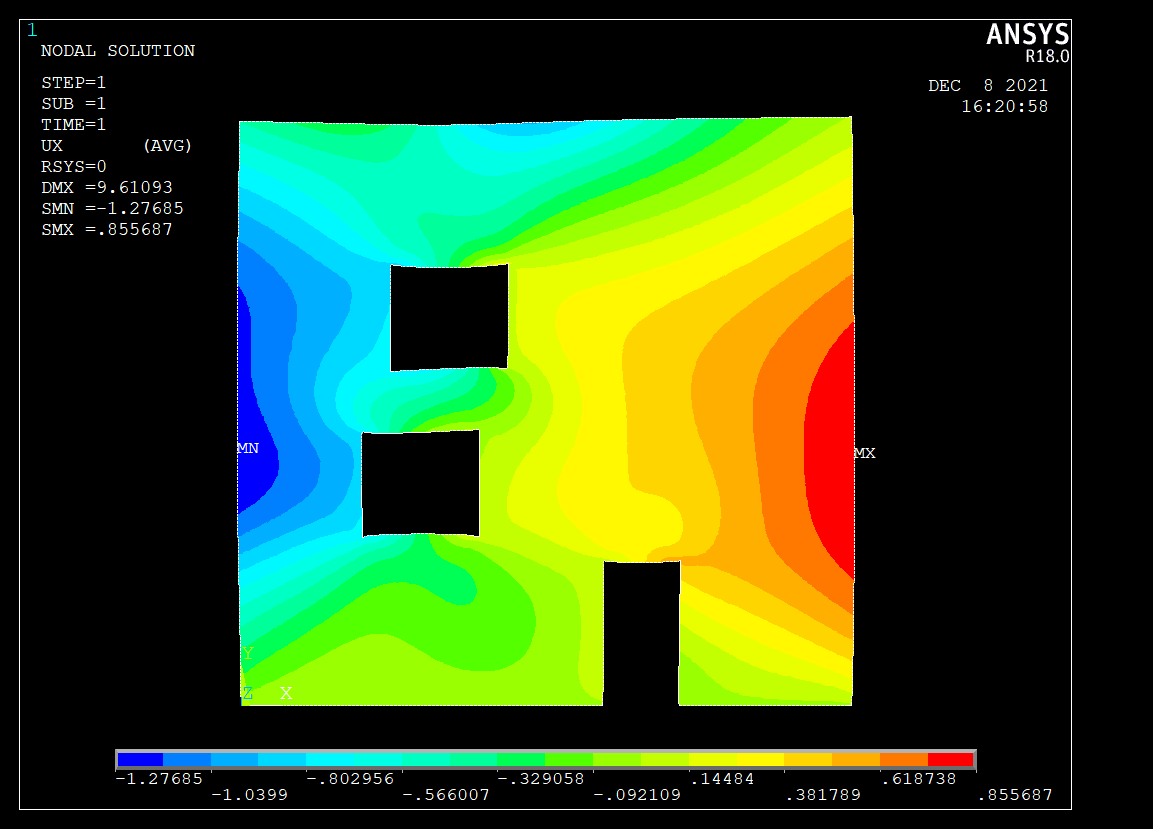 1
ANSYS
R18.0
NODAL SOLUTION
STEP=1
SUB =1
TIME=1
UX (AVG)
RSYS=0
DMX =9.61093
SMN =-1.27685
SMX =.855687
DEC 8 2021
16:20:58
MN
MX
Y
Z X
-1.27685 -.802956 -.329058 .14484 .618738
-1.0399 -.566007 -.092109 .381789 .855687